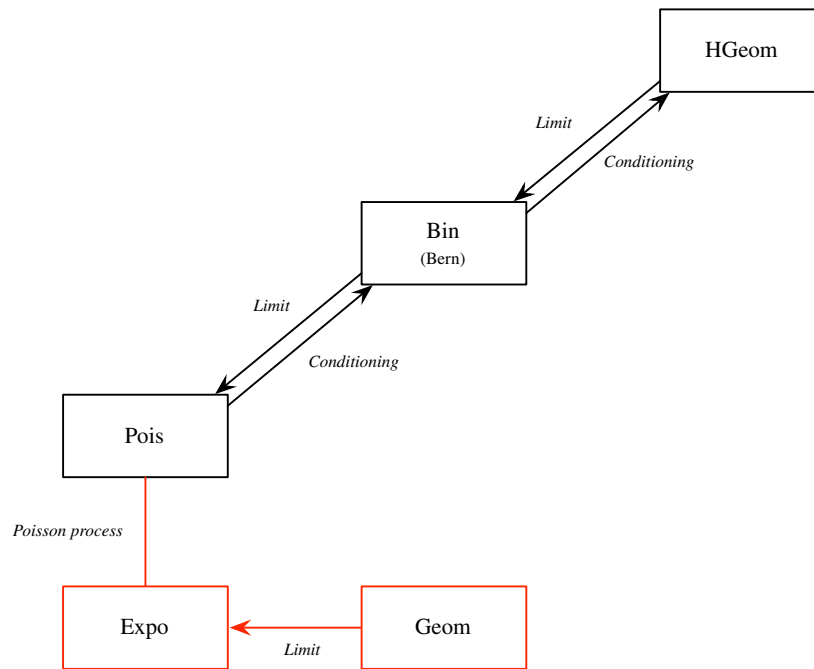 HGeom
Limit
Conditioning
Bin
(Bern)
Limit
Conditioning
Pois
Poisson process
Expo
Limit
Geom